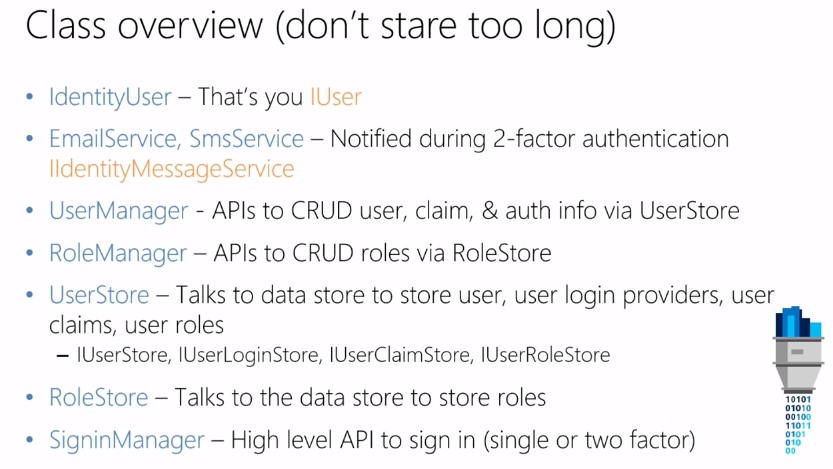 Class overview (don't stare too long)
• IdentityUser – That's you IUser
• EmailService, SmsService – Notified during 2-factor authentication
IIdentityMessageService
• UserManager - APIs to CRUD user, claim, & auth info via UserStore
• RoleManager – APIs to CRUD roles via RoleStore
• UserStore – Talks to data store to store user, user login providers, user
claims, user roles
– IUserStore, IUserLoginStore, IUserClaimStore, IUserRoleStore
• RoleStore – Talks to the data store to store roles
• SigninManager – High level API to sign in (single or two factor)
10101
01010
00100
11011
0101
010
00